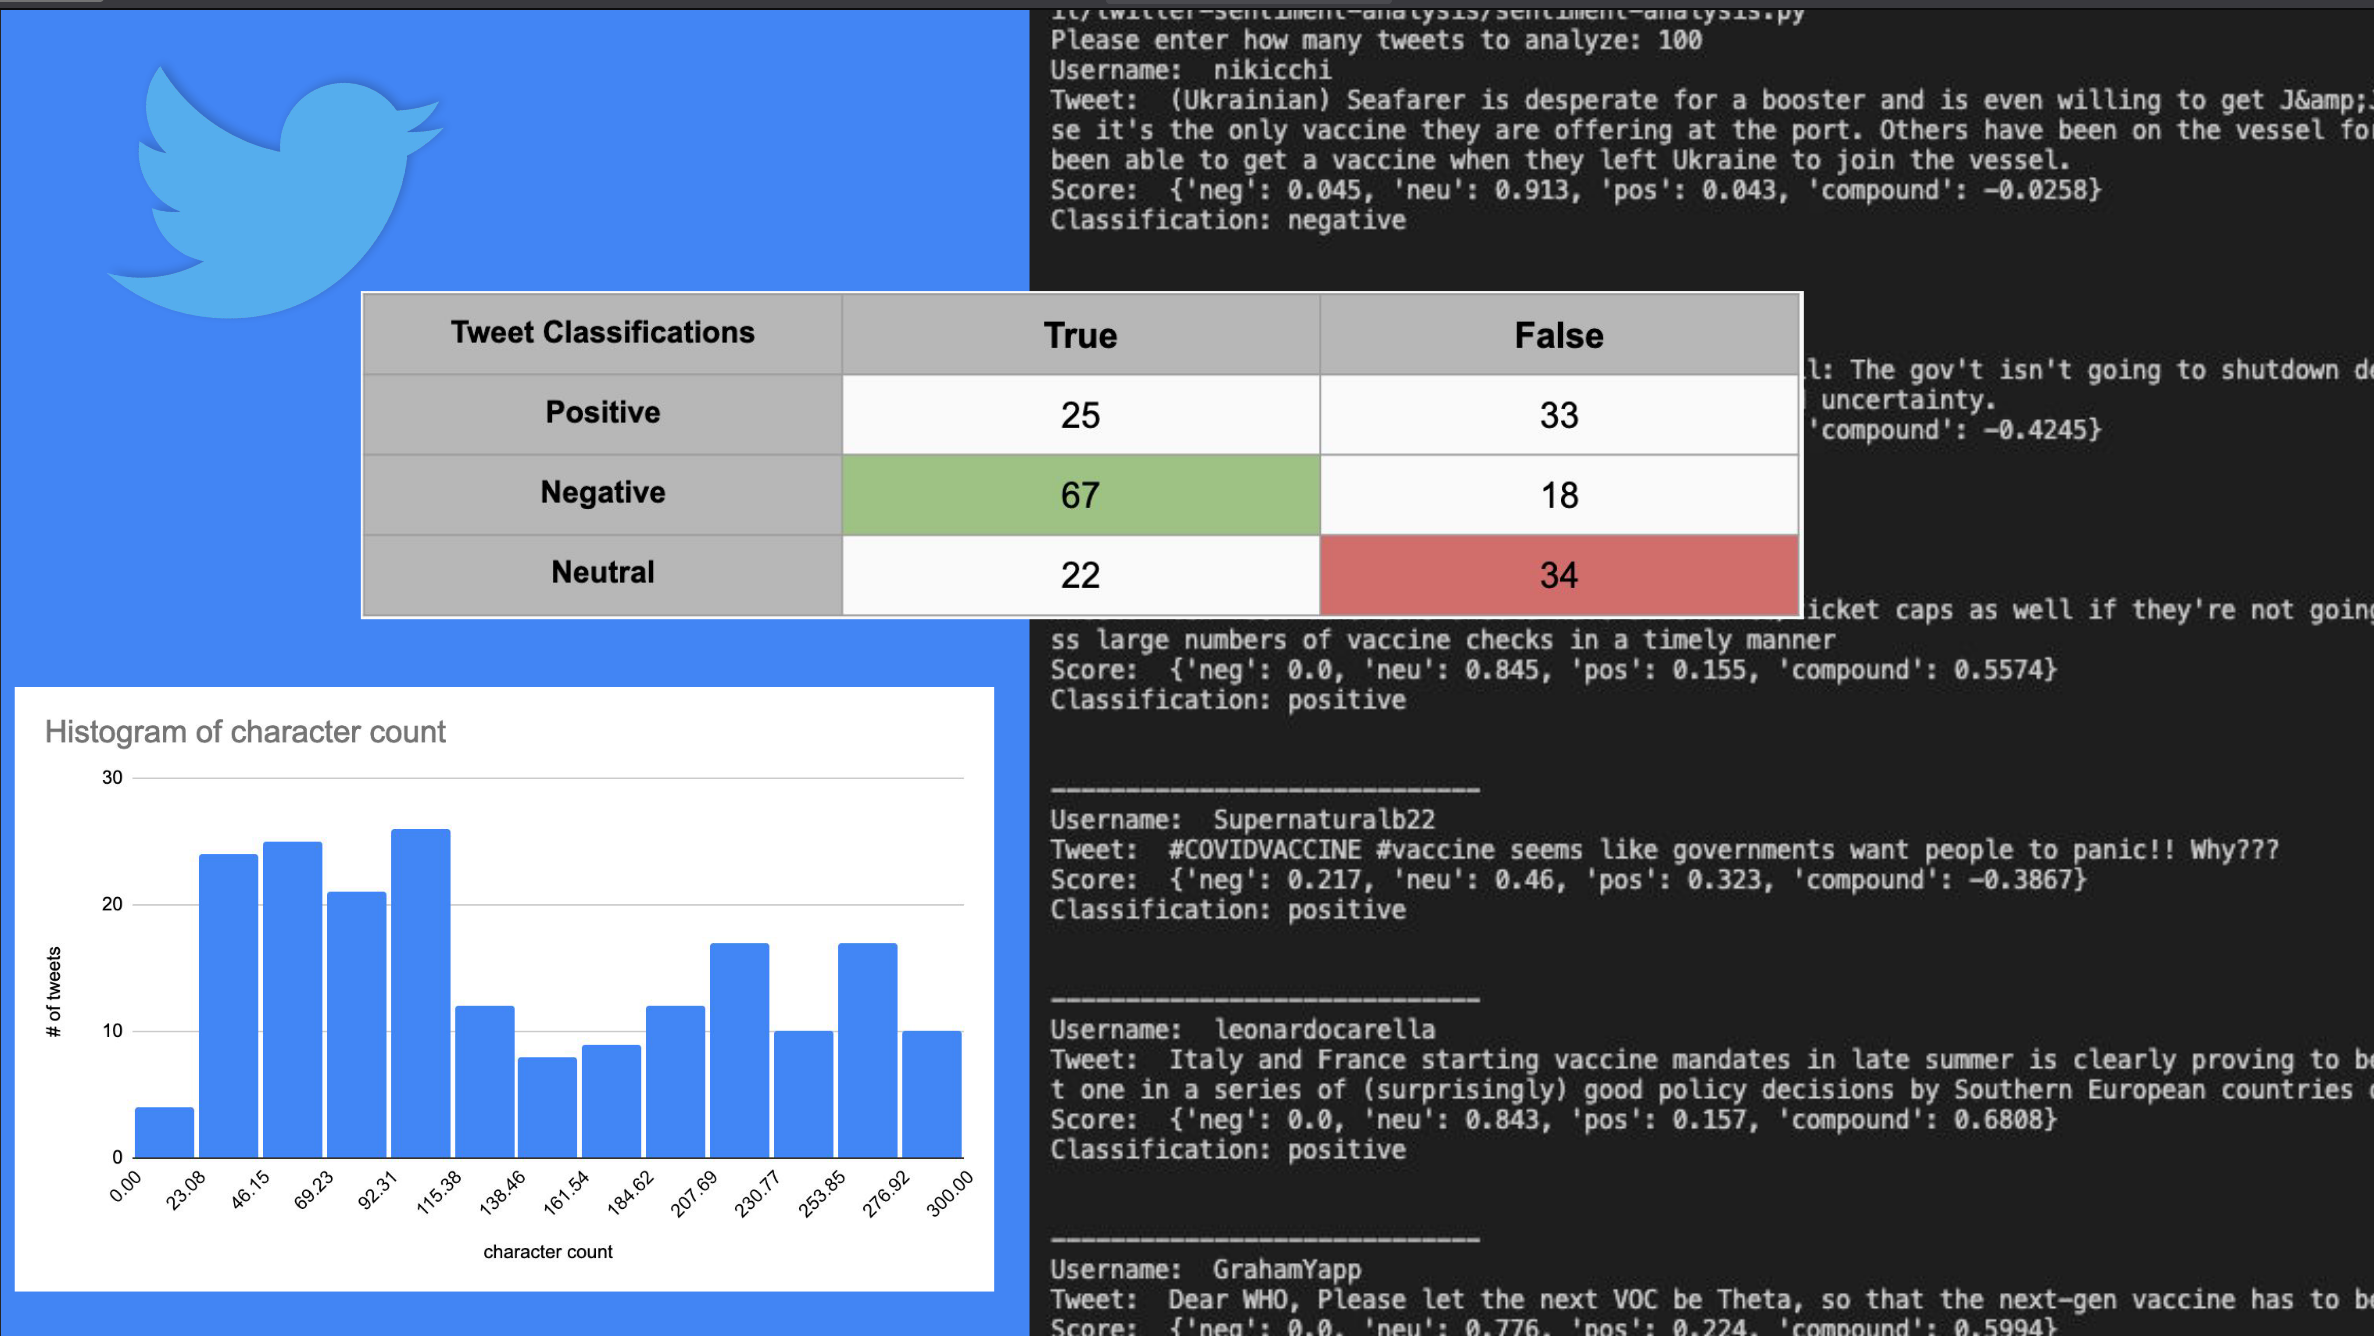 it/twitter-sentiment-analysis/sentiment-analysis.py
Please enter how many tweets to analyze: 100
Username: nikicchi
Tweet: (Ukrainian) Seafarer is desperate for a booster and is even willing to get J&amp;J
se it's the only vaccine they are offering at the port. Others have been on the vessel for
been able to get a vaccine when they left Ukraine to join the vessel.
Score: {'neg': 0.045, 'neu': 0.913, 'pos': 0.043, 'compound': -0.0258}
Classification: negative
Tweet Classifications True False
Positive 25 33
Negative 67 18
Neutral 22 34
l: The gov't isn't going to shutdown
uncertainty.
'compound': -0.4245}
icket caps as well if they're not going
ss large numbers of vaccine checks in a timely manner
Score: {'neg': 0.0, 'neu': 0.845, 'pos': 0.155, 'compound': 0.5574}
Classification: positive
-----------------------------
Username: Supernaturalb22
Tweet: #COVIDVACCINE #vaccine seems like governments want people to panic!! Why???
Score: {'neg': 0.217, 'neu': 0.46, 'pos': 0.323, 'compound': -0.3867}
Classification: positive
-----------------------------
Username: leonardocarella
Tweet: Italy and France starting vaccine mandates in late summer is clearly proving to be
t one in a series of (surprisingly) good policy decisions by Southern European countries
Score: {'neg': 0.0, 'neu': 0.843, 'pos': 0.157, 'compound': 0.6808}
Classification: positive
-----------------------------
Username: GrahamYapp
Tweet: Dear WHO, Please let the next VOC be Theta, so that the next-gen vaccine has to be
Score: {'neg': 0.0, 'neu': 0.776, 'pos': 0.224, 'compound': 0.5994}
Histogram of character count
30
20
10
0
# of tweets
0.00 23.08 46.15 69.23 92.31 115.38 138.46 161.54 184.62 207.69 230.77 253.85 276.92 300.00
character count